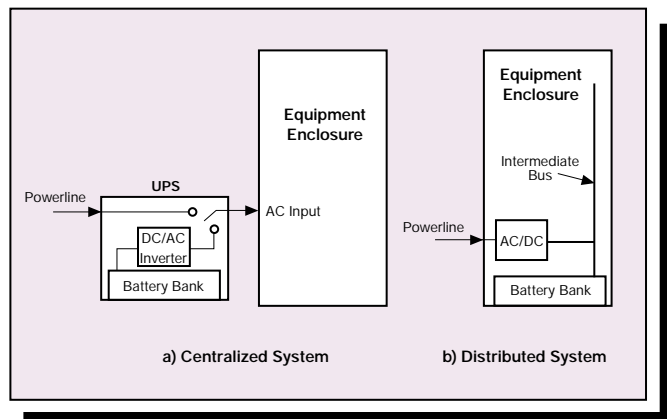 Equipment
Enclosure
UPS
Powerline
AC Input
DC/AC
Inverter
Battery Bank
a) Centralized System
Equipment
Enclosure
Intermediate
Bus
Powerline
AC/DC
Battery Bank
b) Distributed System